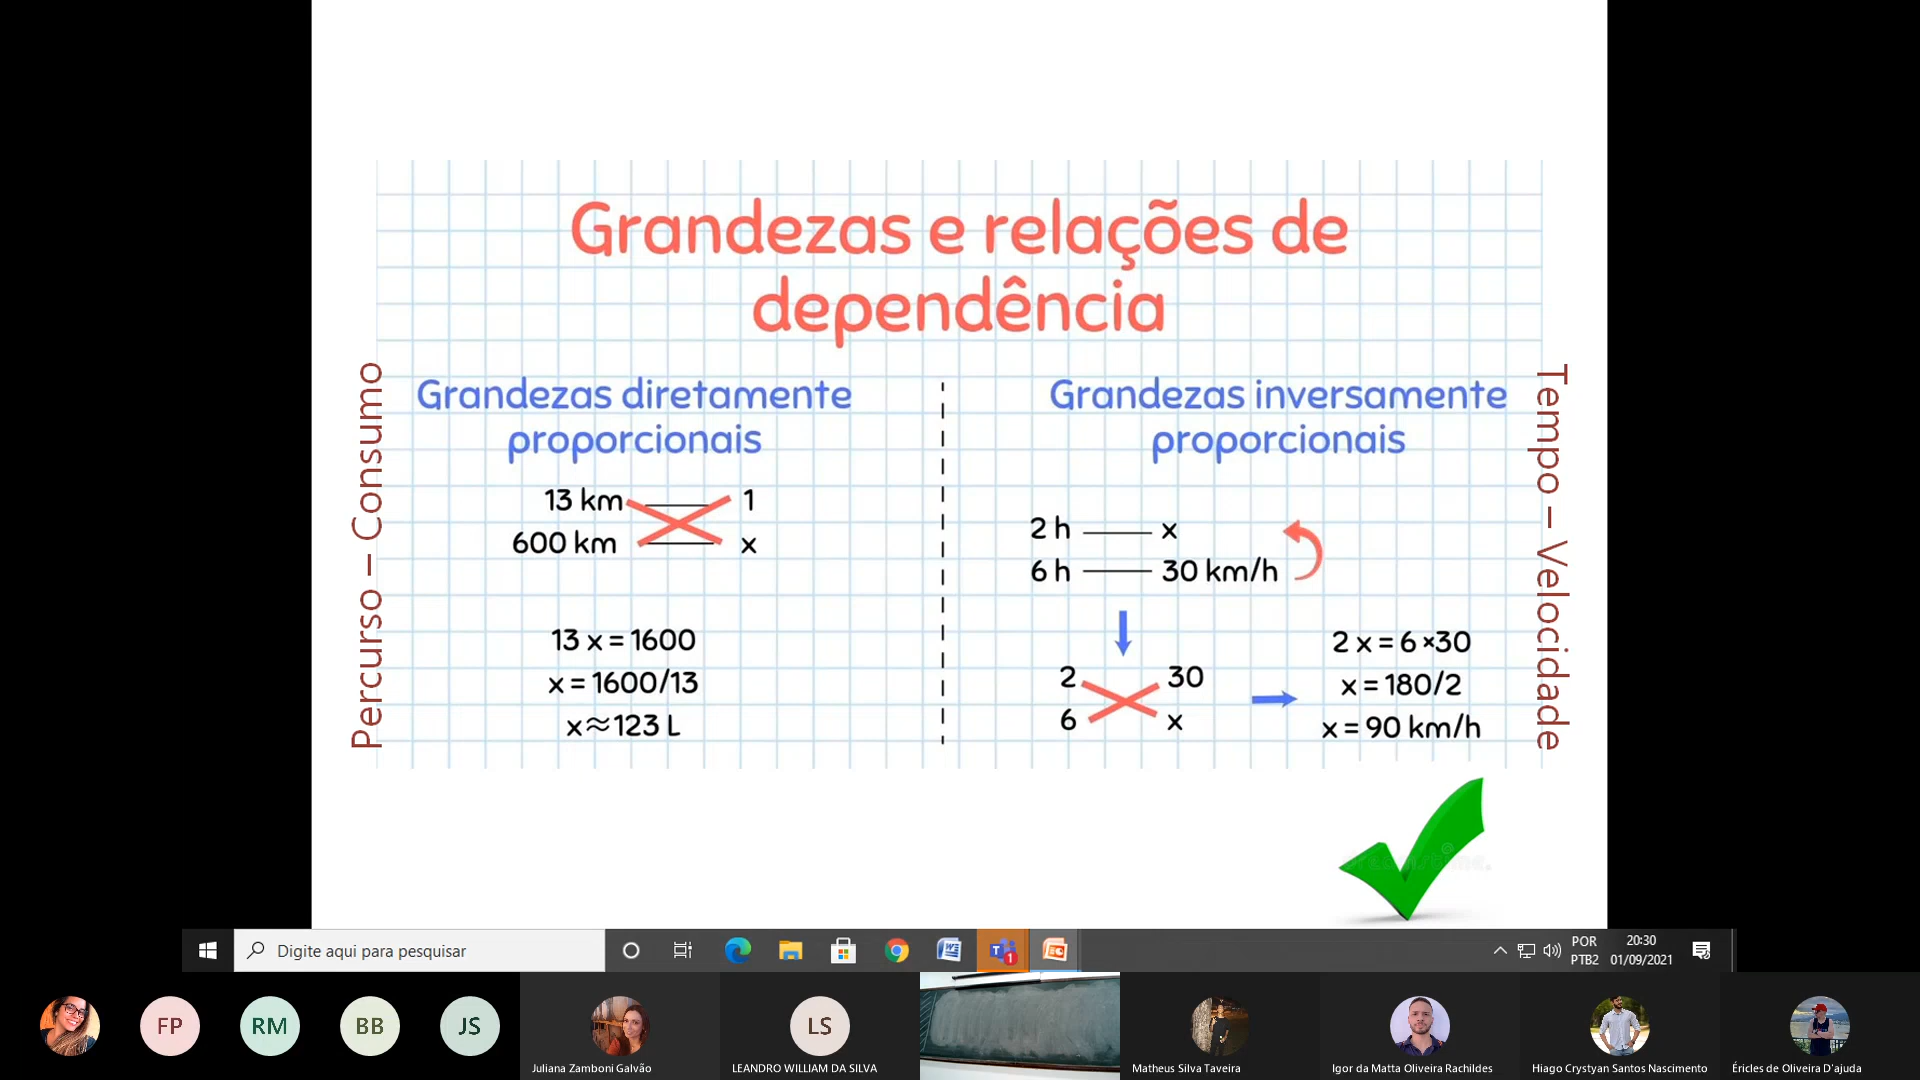 Grandezas e relações de
dependência
Percurso – Consumo
Grandezas diretamente
proporcionais
13 km 1
600 km x
13 x = 1600
x = 1600/13
x ≈ 123 L
Grandezas inversamente
proporcionais
2 h x
6 h 30 km/h
2 30
6 x
2 x = 6 × 30
x = 180/2
x = 90 km/h
Tempo – Velocidade
Digite aqui para pesquisar
1
POR
PTB2
20:30
01/09/2021
FP
RM
BB
JS
LS
Juliana Zamboni Galvão
LEANDRO WILLIAM DA SILVA
Matheus Silva Taveira
Igor da Matta Oliveira Rachildes
Hiago Crystyan Santos Nascimento
Éricles de Oliveira D'ajuda